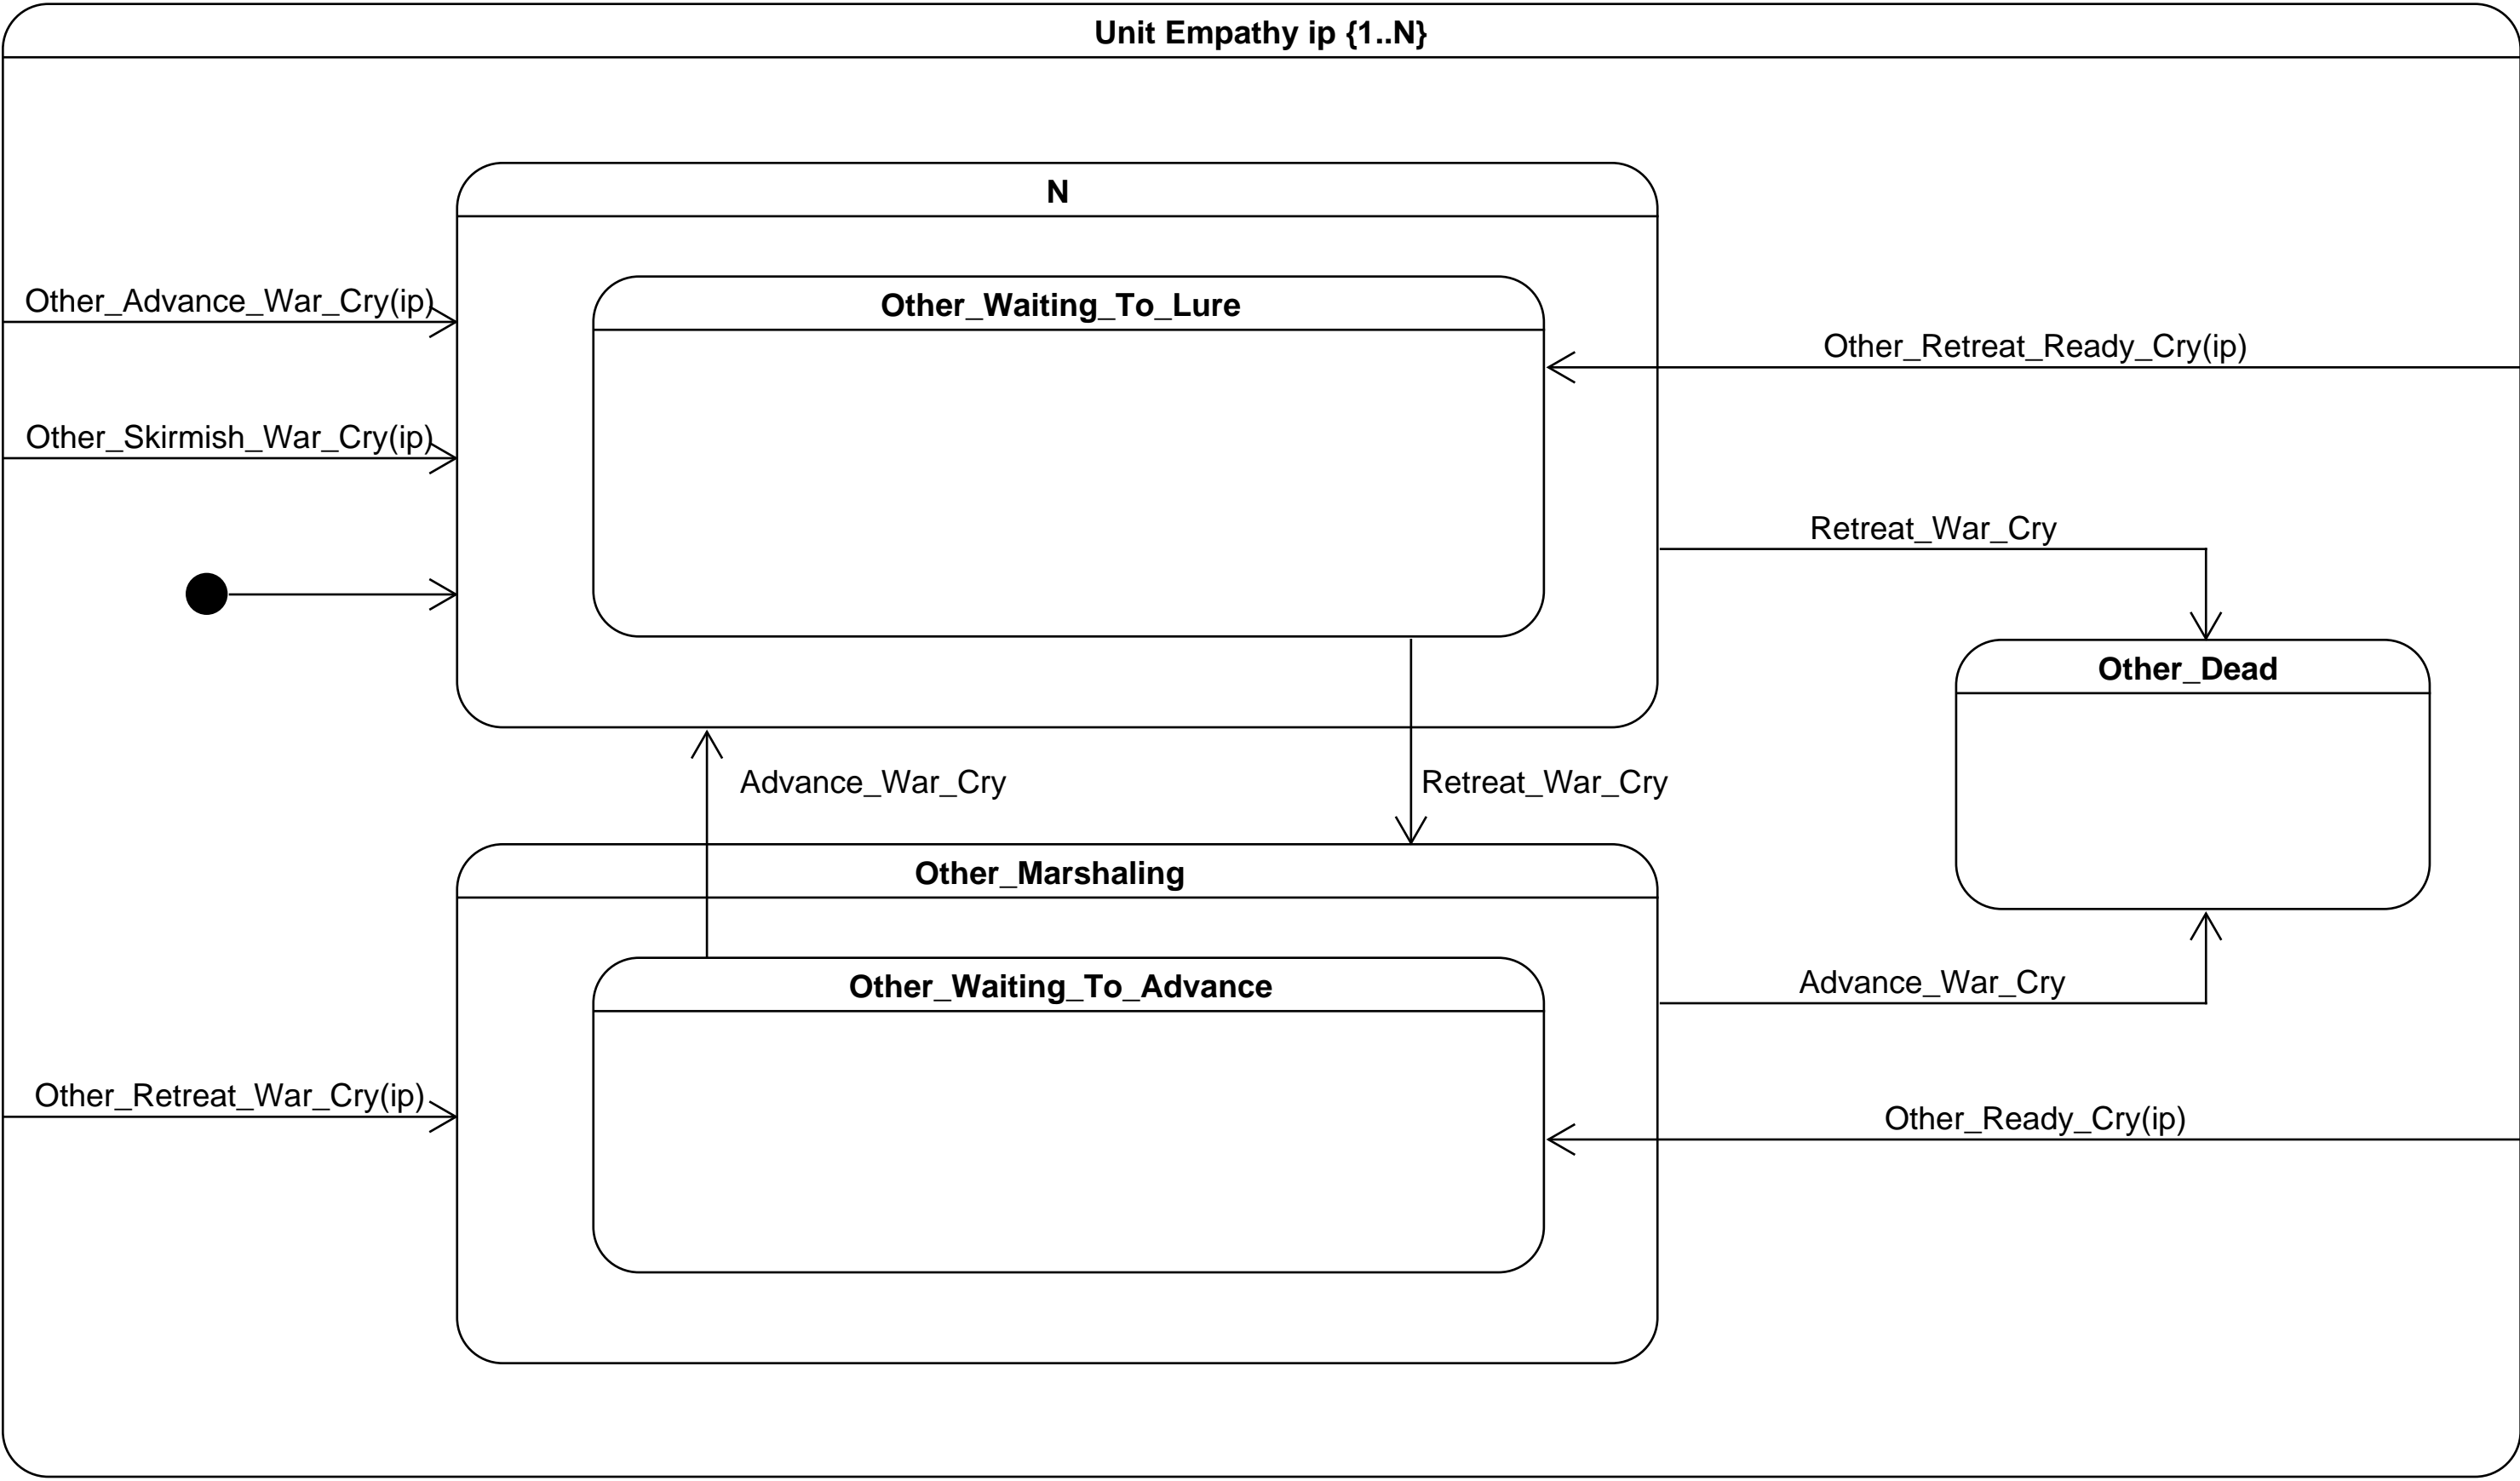 Unit Empathy ip {1..N}
N
Other_Advance_War_Cry(ip)
Other_Waiting_To_Lure
Other_Retreat_Ready_Cry(ip)
Other_Skirmish_War_Cry(ip)
Retreat_War_Cry
Other_Dead
Advance_War_Cry
Retreat_War_Cry
Other_Marshaling
Other_Waiting_To_Advance
Advance_War_Cry
Other_Retreat_War_Cry(ip)
Other_Ready_Cry(ip)